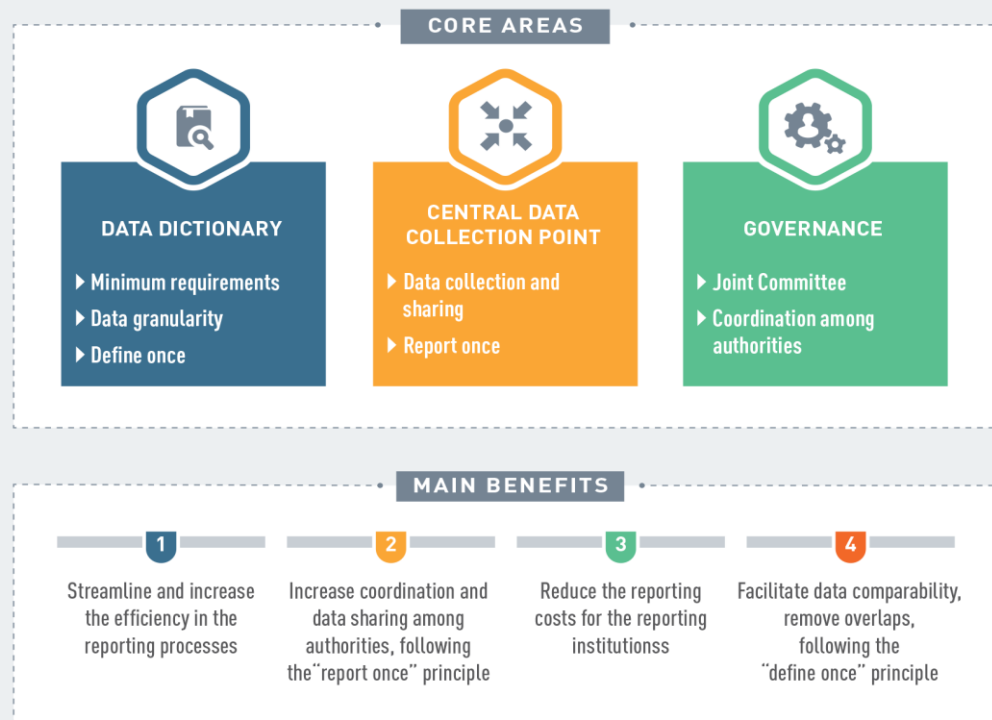 CORE AREAS
DATA DICTIONARY
Minimum requirements
Data granularity
Define once
CENTRAL DATA
COLLECTION POINT
Data collection and
sharing
Report once
GOVERNANCE
Joint Committee
Coordination among
authorities
MAIN BENEFITS
1
Streamline and increase
the efficiency in the
reporting processes
2
Increase coordination and
data sharing among
authorities, following
the“report once” principle
3
Reduce the reporting
costs for the reporting
institutionss
4
Facilitate data comparability,
remove overlaps,
following the
“define once” principle